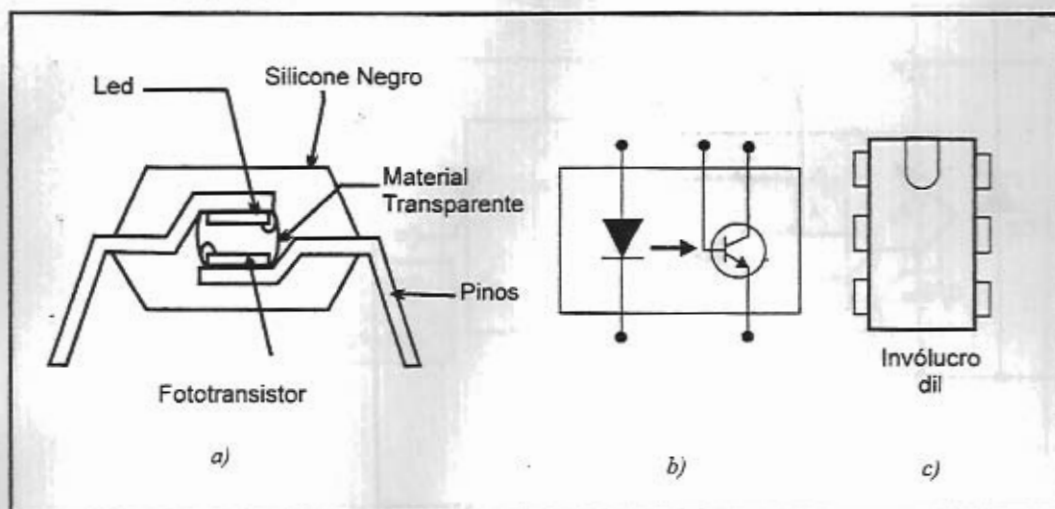 Led
Silicone Negro
Material
Transparente
Pinos
Fototransistor
Invólucro
dil
a)
b)
c)